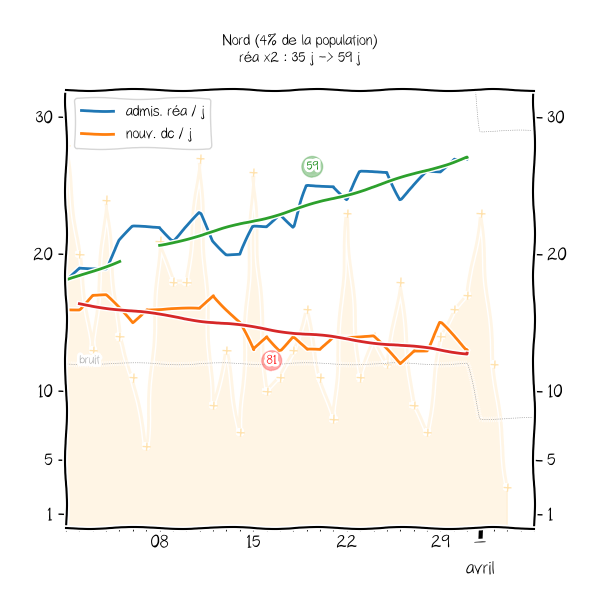 Nord (4% de la population)
réa x2 : 35 j -> 59 j
admis. réa / j
nouv. dc / j
30
30
59
20
20
bruit
81
10
10
5
5
1
1
08
15
22
29
1
avril